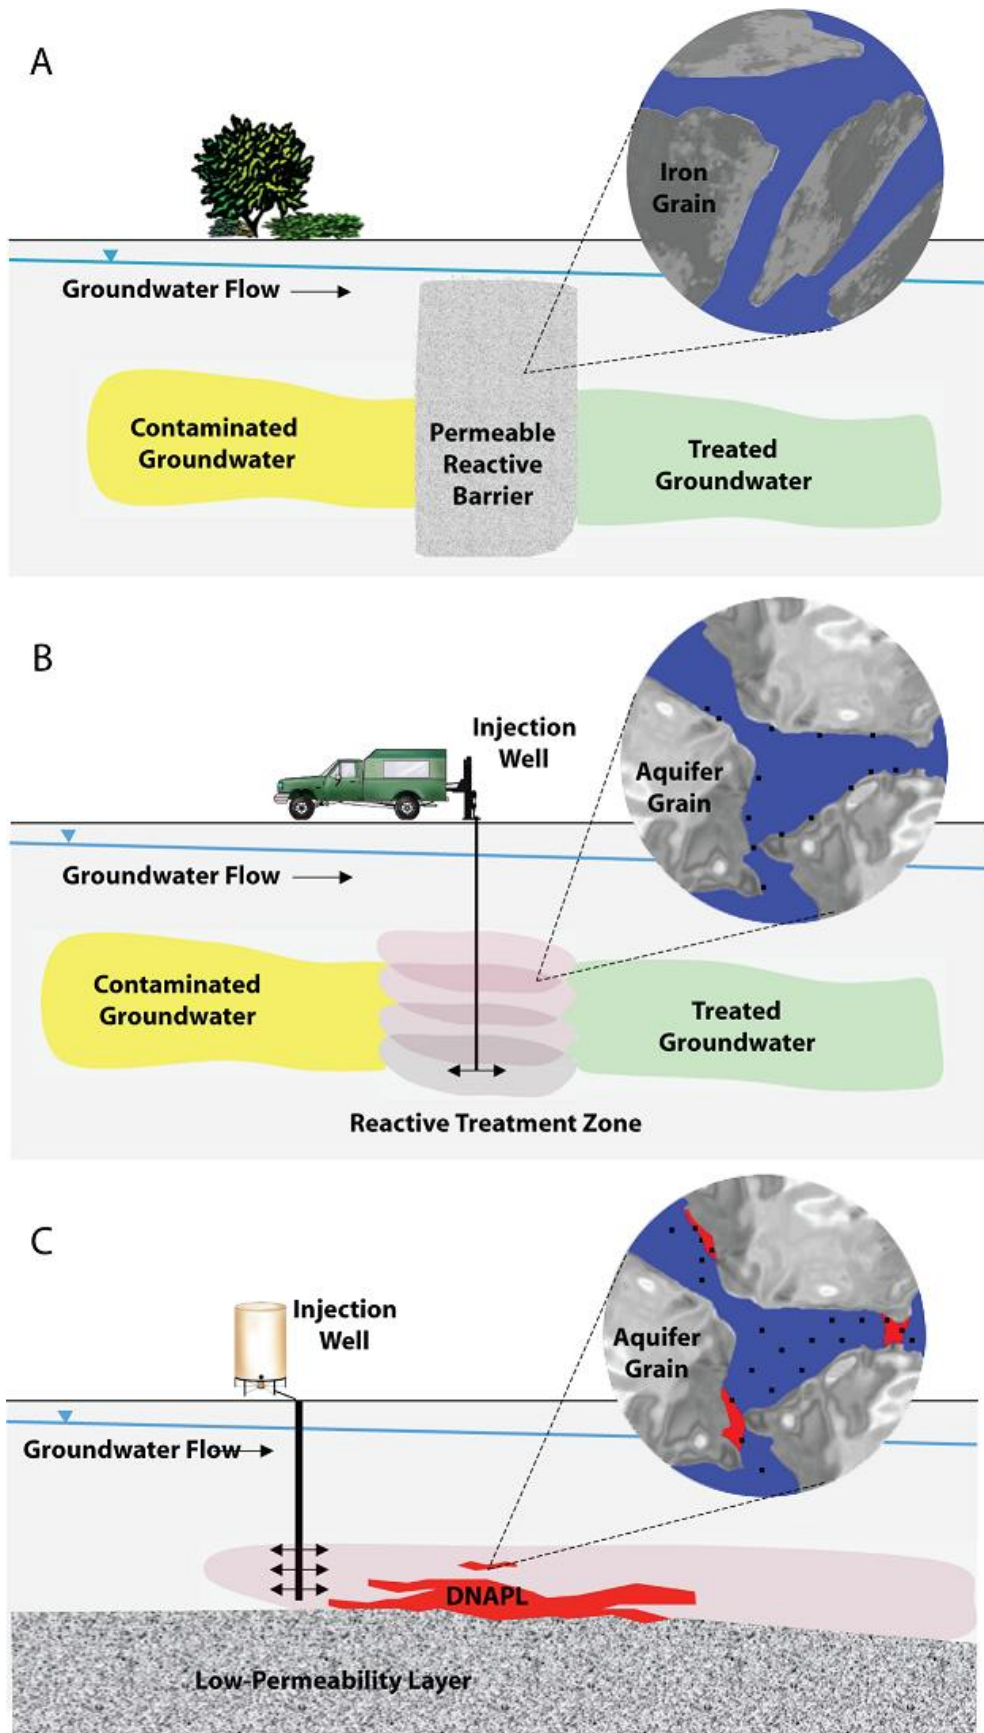 A
Iron
Grain
Groundwater Flow
Contaminated
Groundwater
Permeable
Reactive
Barrier
Treated
Groundwater
B
Injection
Well
Aquifer
Grain
Groundwater Flow
Contaminated
Groundwater
Treated
Groundwater
Reactive Treatment Zone
C
Injection
Well
Aquifer
Grain
Groundwater Flow
DNAPL
Low-Permeability Layer